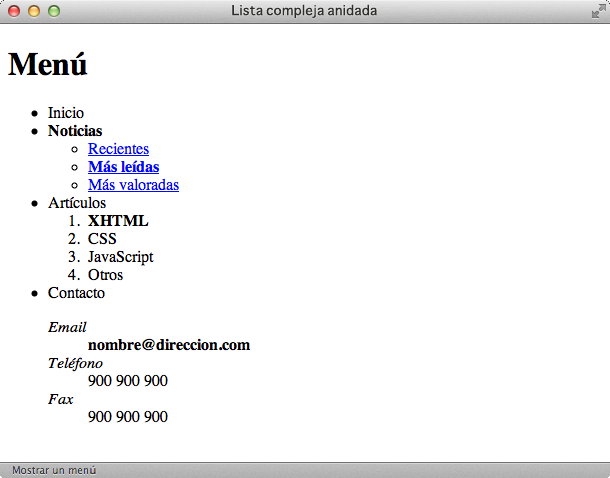 Lista compleja anidada
Menú
• Inicio
• Noticias
◦ Recientes
◦ Más leídas
◦ Más valoradas
• Artículos
1. XHTML
2. CSS
3. JavaScript
4. Otros
• Contacto
Email
nombre@direccion.com
Teléfono
900 900 900
Fax
900 900 900
Mostrar un menú